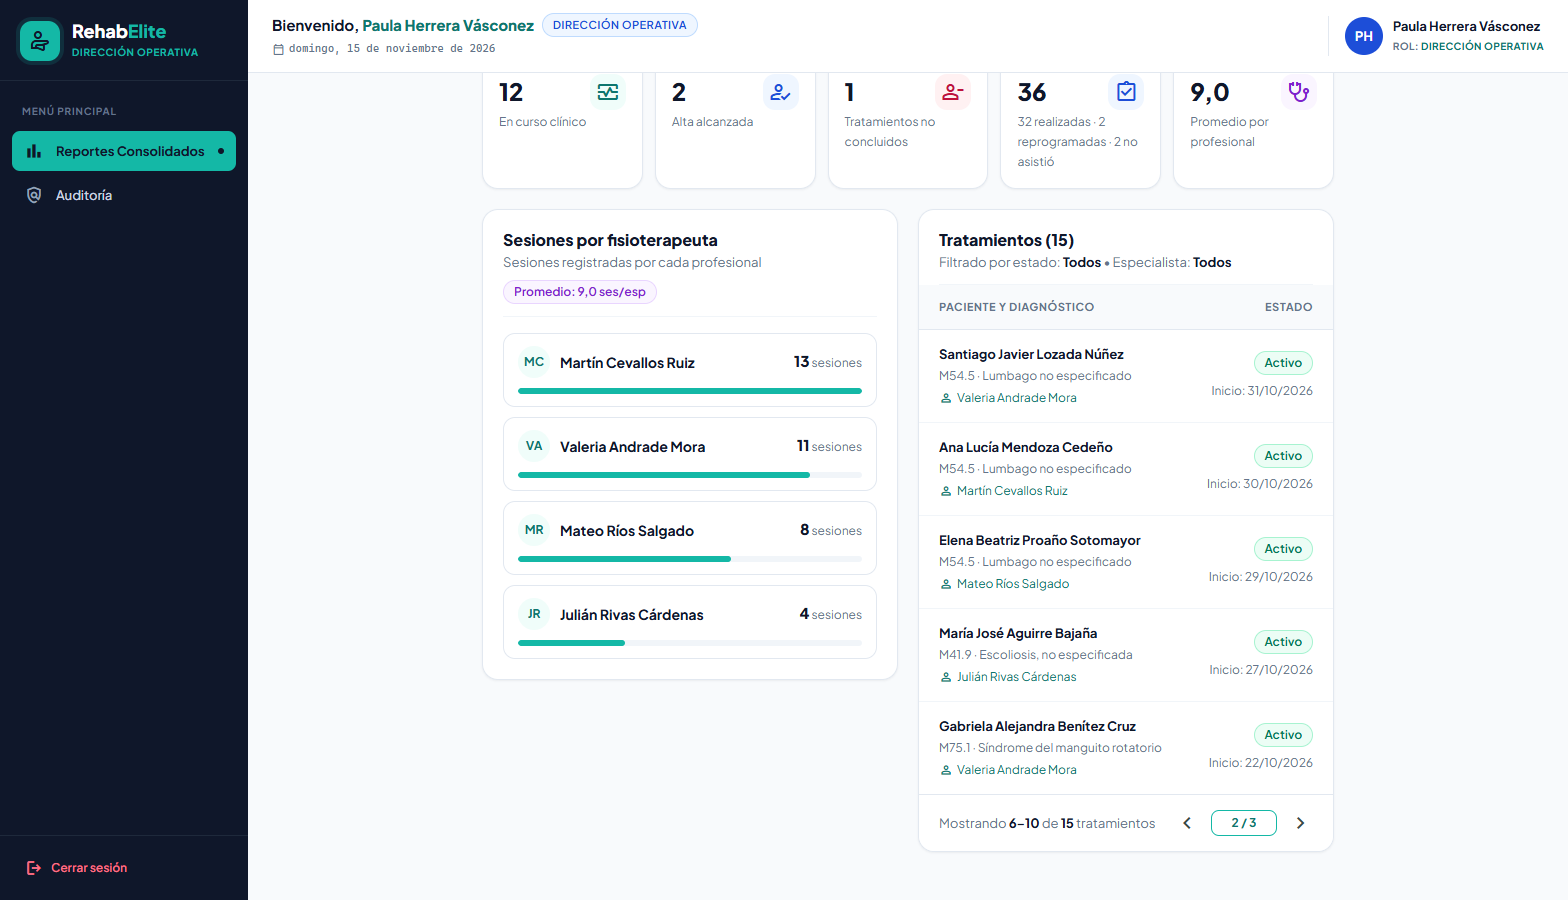 RehabElite
DIRECCIÓN OPERATIVA
MENÚ PRINCIPAL
Reportes Consolidados
Auditoría
Cerrar sesión
Bienvenido, Paula Herrera Vásconez DIRECCIÓN OPERATIVA
domingo, 15 de noviembre de 2026
PH
Paula Herrera Vásconez
ROL: DIRECCIÓN OPERATIVA
12
En curso clínico
2
Alta alcanzada
1
Tratamientos no
concluidos
36
32 realizadas · 2
reprogramadas · 2 no
asistió
9,0
Promedio por
profesional
Sesiones por fisioterapeuta
Sesiones registradas por cada profesional
Promedio: 9,0 ses/esp
MC Martín Cevallos Ruiz 13 sesiones
VA Valeria Andrade Mora 11 sesiones
MR Mateo Ríos Salgado 8 sesiones
JR Julián Rivas Cárdenas 4 sesiones
Tratamientos (15)
Filtrado por estado: Todos • Especialista: Todos
PACIENTE Y DIAGNÓSTICO ESTADO
Santiago Javier Lozada Núñez
M54.5 · Lumbago no especificado
Valeria Andrade Mora
Activo
Inicio: 31/10/2026
Ana Lucía Mendoza Cedeño
M54.5 · Lumbago no especificado
Martín Cevallos Ruiz
Activo
Inicio: 30/10/2026
Elena Beatriz Proaño Sotomayor
M54.5 · Lumbago no especificado
Mateo Ríos Salgado
Activo
Inicio: 29/10/2026
María José Aguirre Bajaña
M41.9 · Escoliosis, no especificada
Julián Rivas Cárdenas
Activo
Inicio: 27/10/2026
Gabriela Alejandra Benítez Cruz
M75.1 · Síndrome del manguito rotatorio
Valeria Andrade Mora
Activo
Inicio: 22/10/2026
Mostrando 6–10 de 15 tratamientos
2 / 3